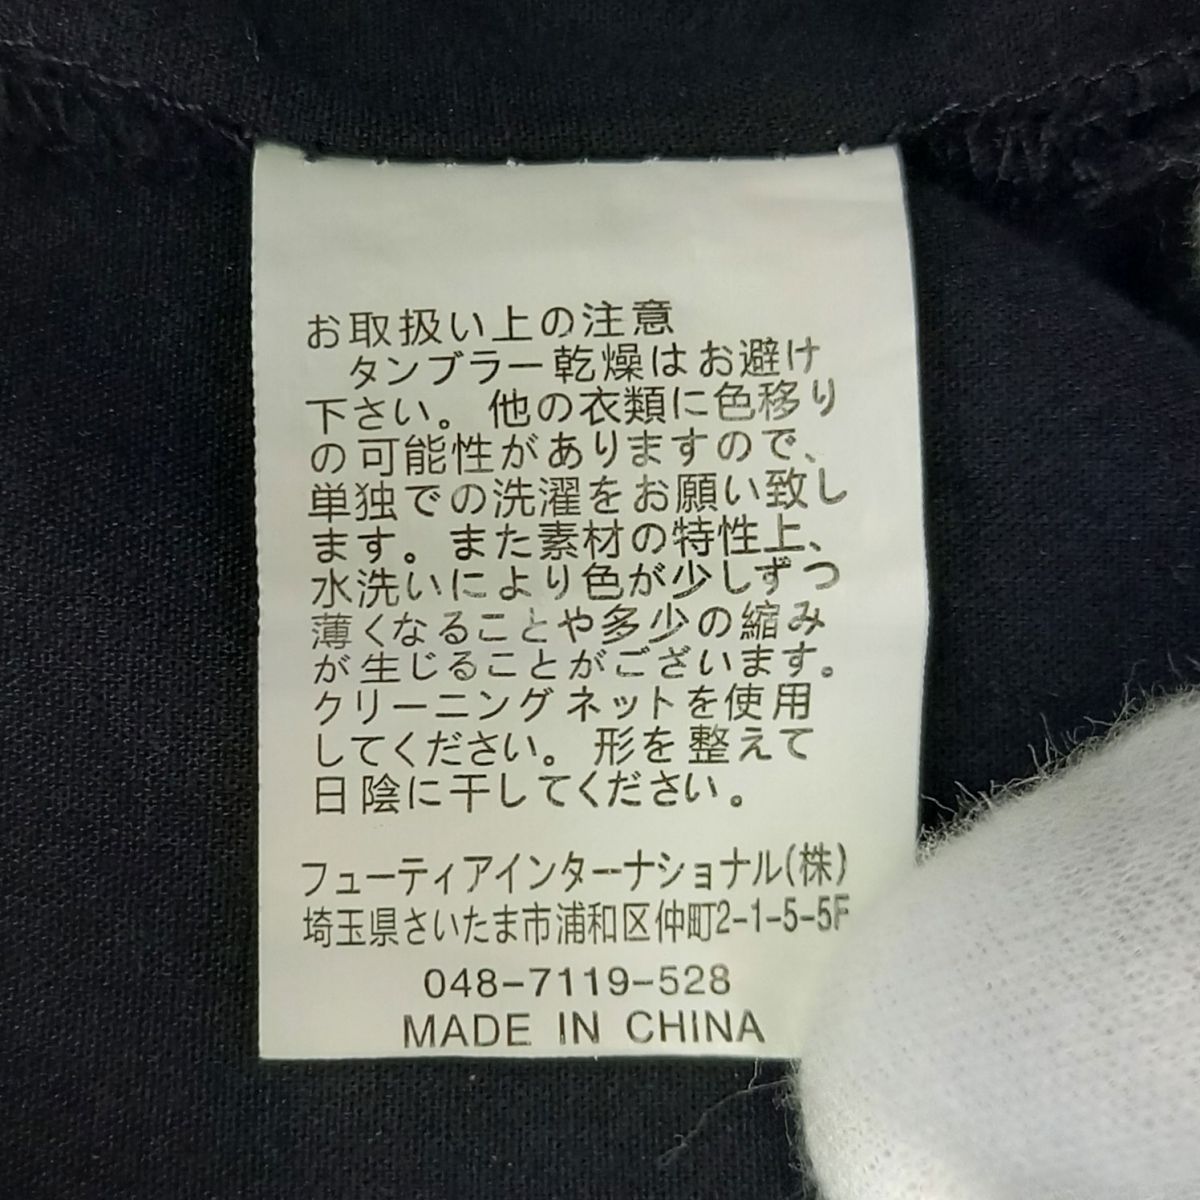 お取扱い上の注意
タンブラー乾燥はお避け
下さい。他の衣類に色移り
の可能性がありますので、
単独での洗濯をお願い致し
ます。また素材の特性上、
水洗いにより色が少しずつ
薄くなることや多少の縮み
が生じることがございます。
クリーニングネットを使用
してください。形を整えて
日陰に干してください。
フューティアインターナショナル(株)
埼玉県さいたま市浦和区仲町2-1-5-5F
048-7119-528
MADE IN CHINA